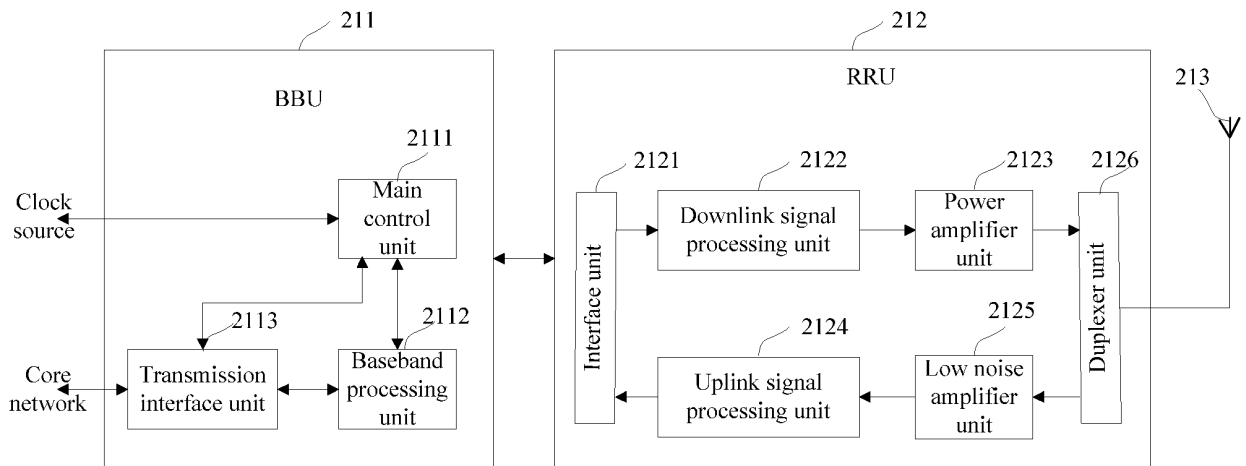 211
212
BBU
RRU
213
2111
2121
2122
2123
2126
Clock
source
Main
control
unit
Interface unit
Downlink signal
processing unit
Power
amplifier
unit
Duplexer unit
2113
2112
2124
2125
Core
network
Transmission
interface unit
Baseband
processing
unit
Uplink signal
processing unit
Low noise
amplifier
unit